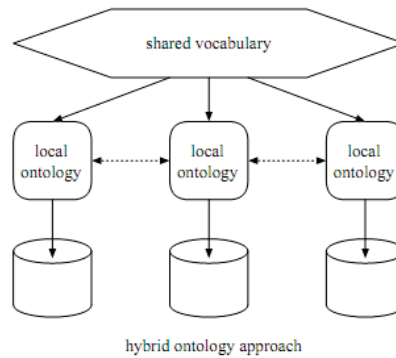 shared vocabulary
local
ontology
local
ontology
local
ontology
hybrid ontology approach